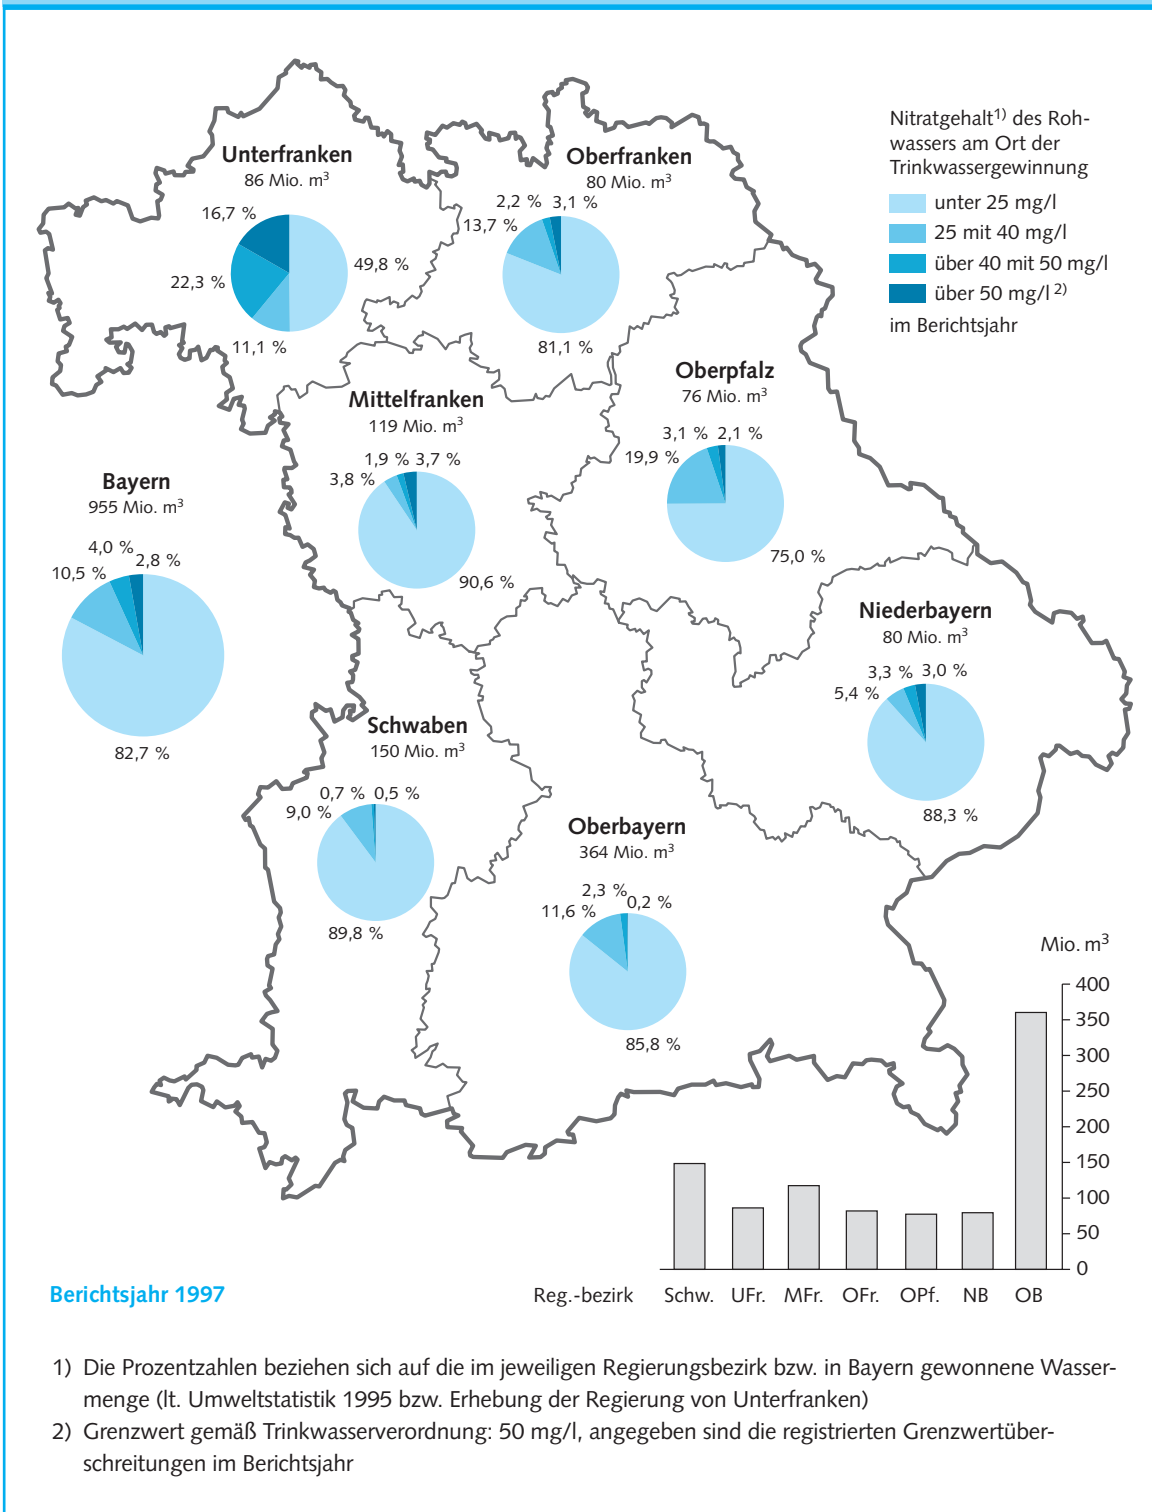 Nitratgehalt1) des Roh-
wassers am Ort der
Trinkwassergewinnung
unter 25 mg/l
25 mit 40 mg/l
über 40 mit 50 mg/l
über 50 mg/l 2)
im Berichtsjahr
Unterfranken
86 Mio. m³
16,7 %
49,8 %
22,3 %
11,1 %
Oberfranken
80 Mio. m³
2,2 % 3,1 %
13,7 %
81,1 %
Oberpfalz
76 Mio. m³
3,1 % 2,1 %
19,9 %
75,0 %
Mittelfranken
119 Mio. m³
1,9 % 3,7 %
3,8 %
90,6 %
Bayern
955 Mio. m³
4,0 % 2,8 %
10,5 %
82,7 %
Niederbayern
80 Mio. m³
3,3 % 3,0 %
5,4 %
88,3 %
Schwaben
150 Mio. m³
0,7 % 0,5 %
9,0 %
89,8 %
Oberbayern
364 Mio. m³
2,3 % 0,2 %
11,6 %
85,8 %
Mio. m³
400
350
300
250
200
150
100
50
0
Reg.-bezirk Schw. UFr. MFr. OFr. OPf. NB OB
Berichtsjahr 1997
1) Die Prozentzahlen beziehen sich auf die im jeweiligen Regierungsbezirk bzw. in Bayern gewonnene Wasser-
menge (lt. Umweltstatistik 1995 bzw. Erhebung der Regierung von Unterfranken)
2) Grenzwert gemäß Trinkwasserverordnung: 50 mg/l, angegeben sind die registrierten Grenzwertüber-
schreitungen im Berichtsjahr